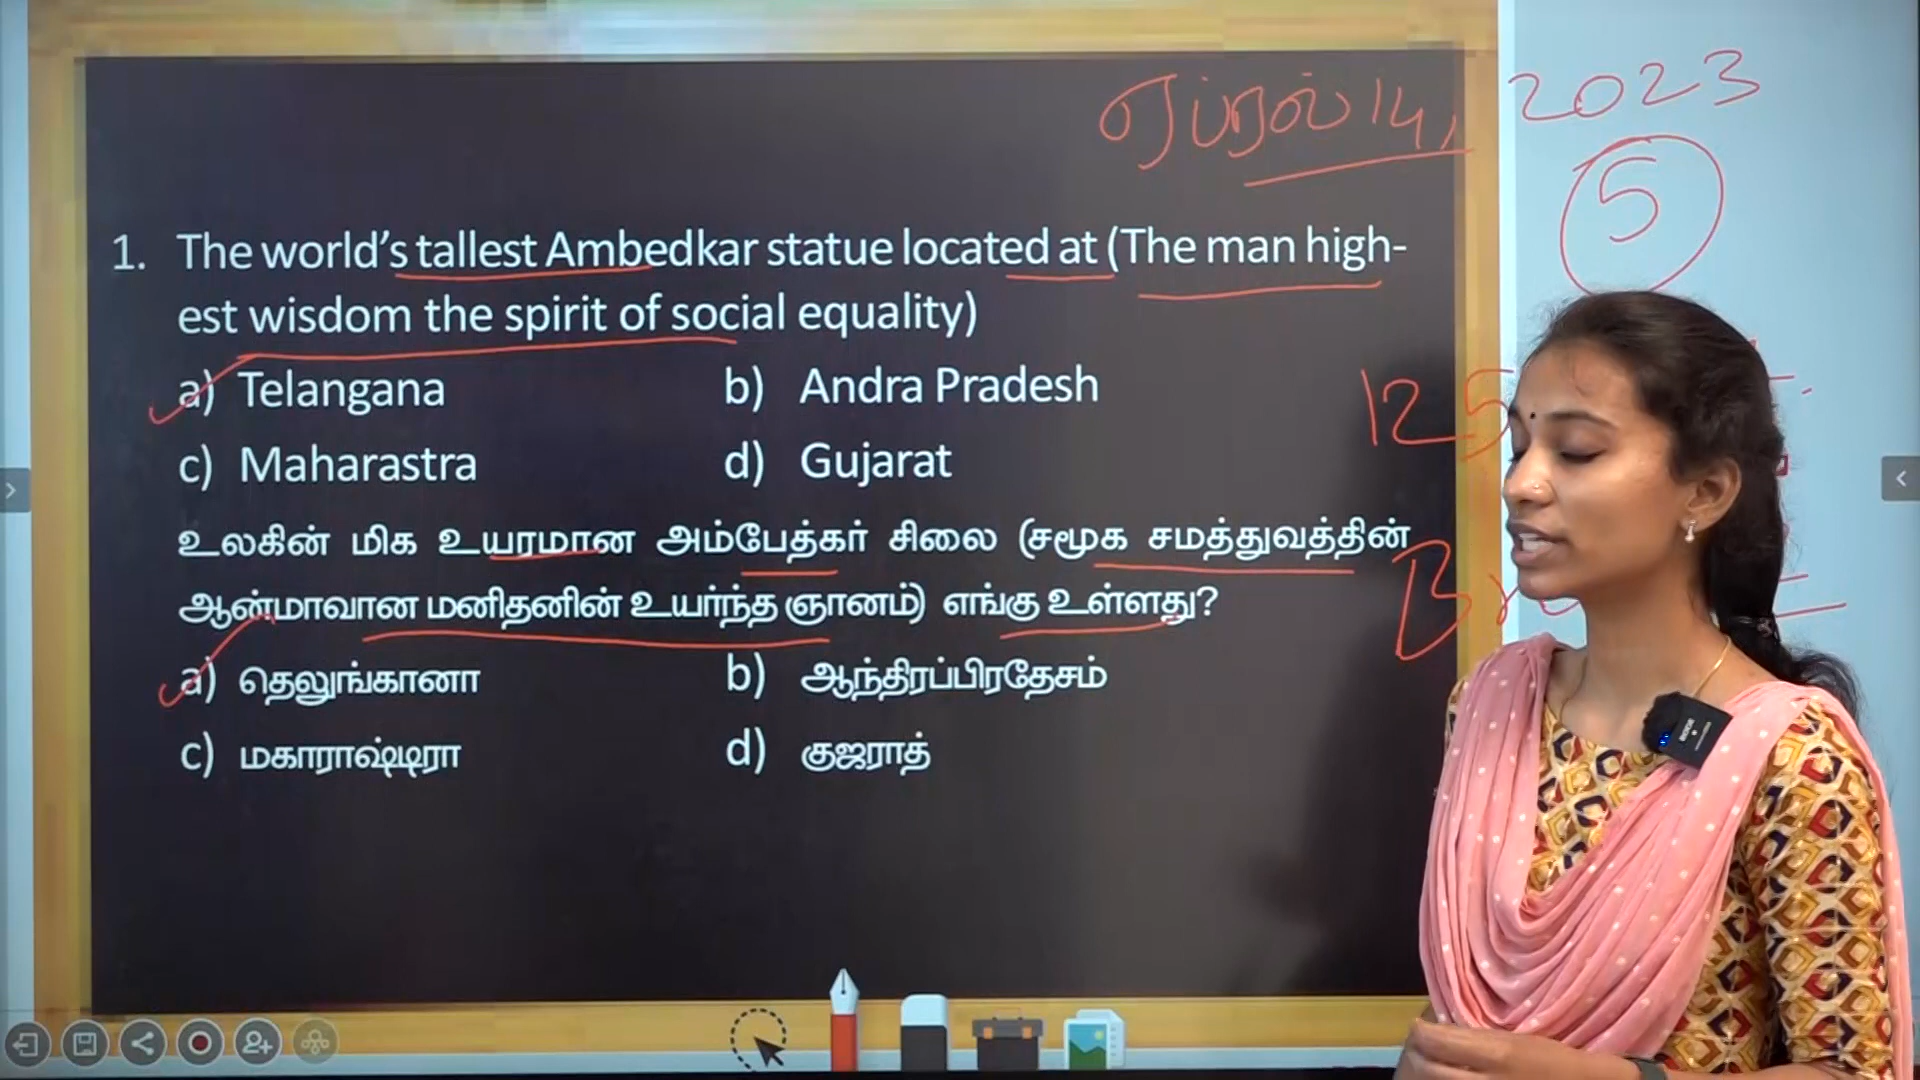 ஏப்ரல் 14, 2023
5
1. The world's tallest Ambedkar statue located at (The man high-
est wisdom the spirit of social equality)
a) Telangana b) Andra Pradesh
c) Maharastra d) Gujarat
125
உலகின் மிக உயரமான அம்பேத்கர் சிலை (சமூக சமத்துவத்தின்
ஆன்மாவான மனிதனின் உயர்ந்த ஞானம்) எங்கு உள்ளது?
a) தெலுங்கானா b) ஆந்திரப்பிரதேசம்
c) மகாராஷ்டிரா d) குஜராத்